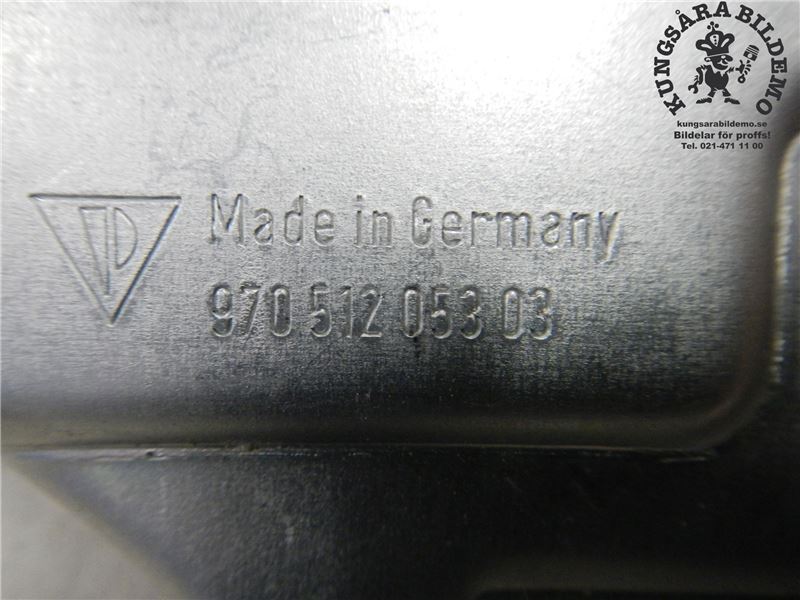 KUNGSÅRA BILDEMO
kungsarabildemo.se
Bildelar för proffs!
Tel. 021-471 11 00
Made in Germany
970 512 053 03